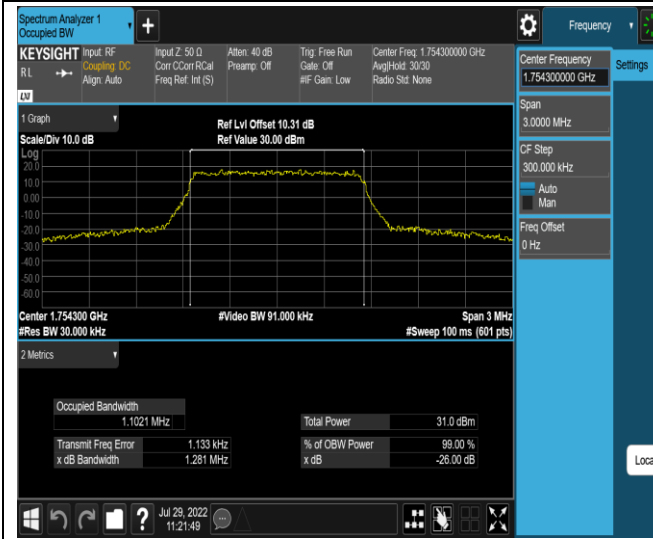 Spectrum Analyzer 1
Occupied BW
+
Frequency
KEYSIGHT
RL
LXI
Input: RF
Coupling: DC
Align: Auto
Input Z: 50 Ω
Corr CCorr RCal
Freq Ref: Int (S)
Atten: 40 dB
Preamp: Off
Trig: Free Run
Gate: Off
#IF Gain: Low
Center Freq: 1.754300000 GHz
Avg|Hold: 30/30
Radio Std: None
Center Frequency
1.754300000 GHz
Settings
Span
3.0000 MHz
CF Step
300.000 kHz
Auto
Man
Freq Offset
0 Hz
1 Graph
Scale/Div 10.0 dB
Ref Lvl Offset 10.31 dB
Ref Value 30.00 dBm
Log
20.0
10.0
0.00
-10.0
-20.0
-30.0
-40.0
-50.0
-60.0
Center 1.754300 GHz
#Res BW 30.000 kHz
#Video BW 91.000 kHz
Span 3 MHz
#Sweep 100 ms (601 pts)
2 Metrics
Occupied Bandwidth
1.1021 MHz
Total Power 31.0 dBm
Transmit Freq Error 1.133 kHz
% of OBW Power 99.00 %
x dB Bandwidth 1.281 MHz
x dB -26.00 dB
Loca
?
Jul 29, 2022
11:21:49